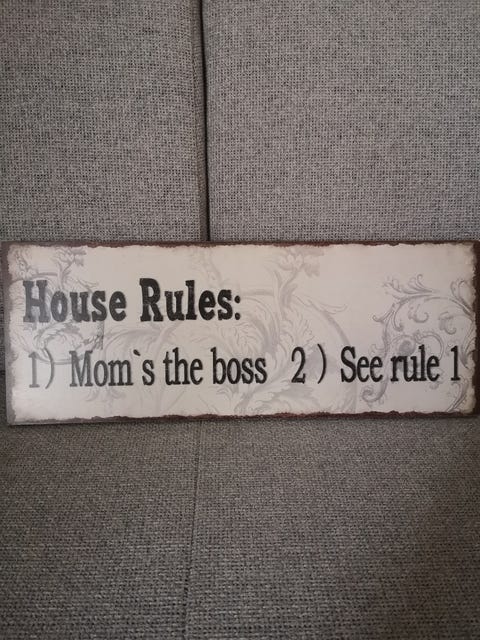 House Rules:
1) Mom`s the boss 2) See rule 1